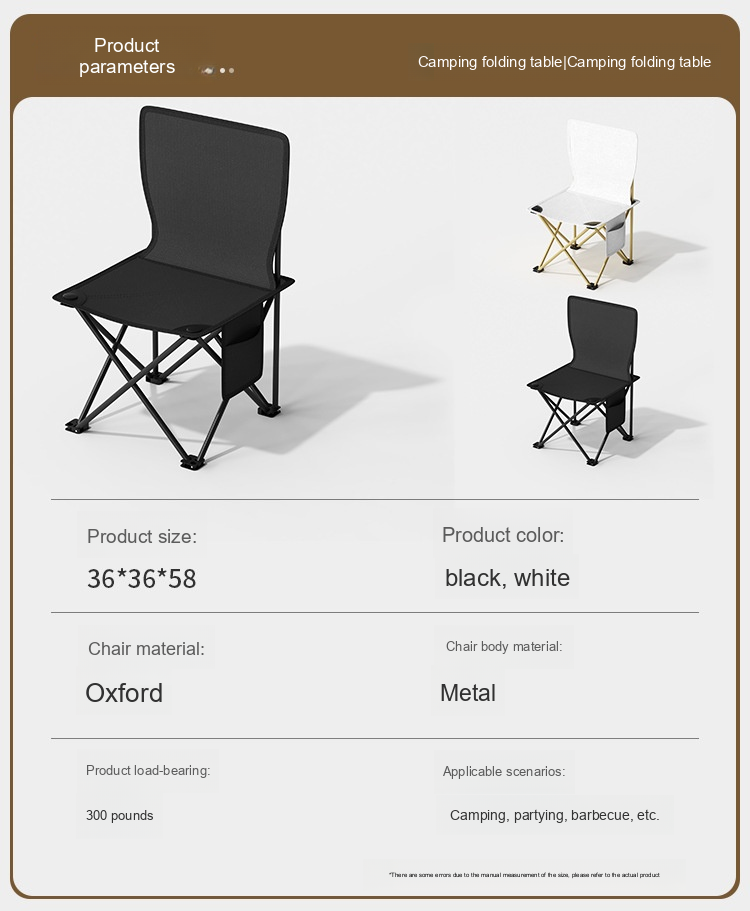 Product
parameters
Camping folding table|Camping folding table
Product size:
Product color:
36*36*58
black, white
Chair material:
Chair body material:
Oxford
Metal
Product load-bearing:
Applicable scenarios:
300 pounds
Camping, partying, barbecue, etc.
*There are some errors due to the manual measurement of the size, please refer to the actual product